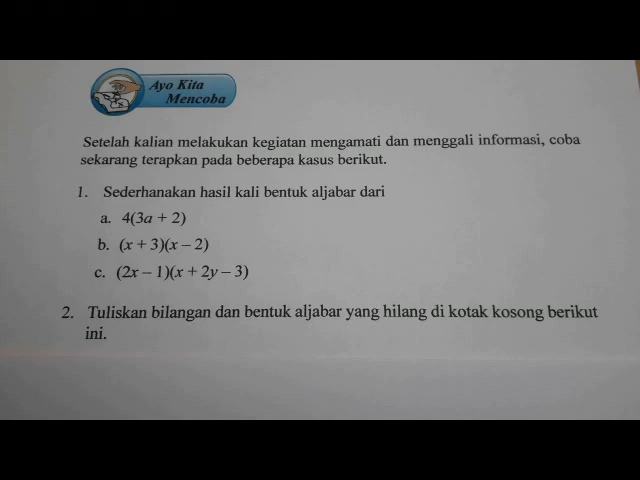 Ayo Kita
Mencoba
Setelah kalian melakukan kegiatan mengamati dan menggali informasi, coba
sekarang terapkan pada beberapa kasus berikut.
1. Sederhanakan hasil kali bentuk aljabar dari
a. 4(3a + 2)
b. (x + 3)(x – 2)
c. (2x – 1)(x + 2y – 3)
2. Tuliskan bilangan dan bentuk aljabar yang hilang di kotak kosong berikut
ini.